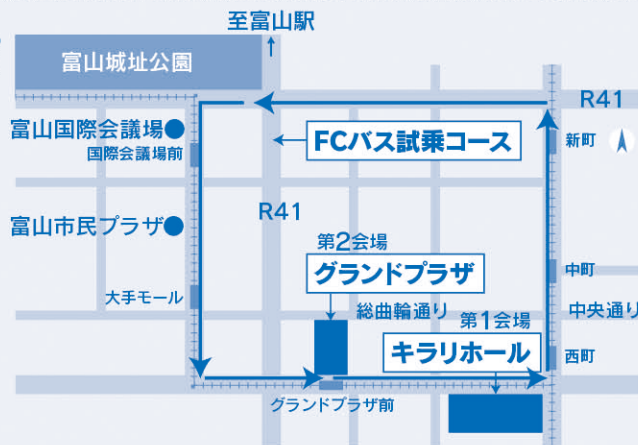 至富山駅
富山城址公園
R41
富山国際会議場
国際会議場前
FCバス試乗コース
新町
R41
富山市民プラザ
第2会場
グランドプラザ
中町
大手モール
総曲輪通り
第1会場
中央通り
キラリホール
西町
グランドプラザ前